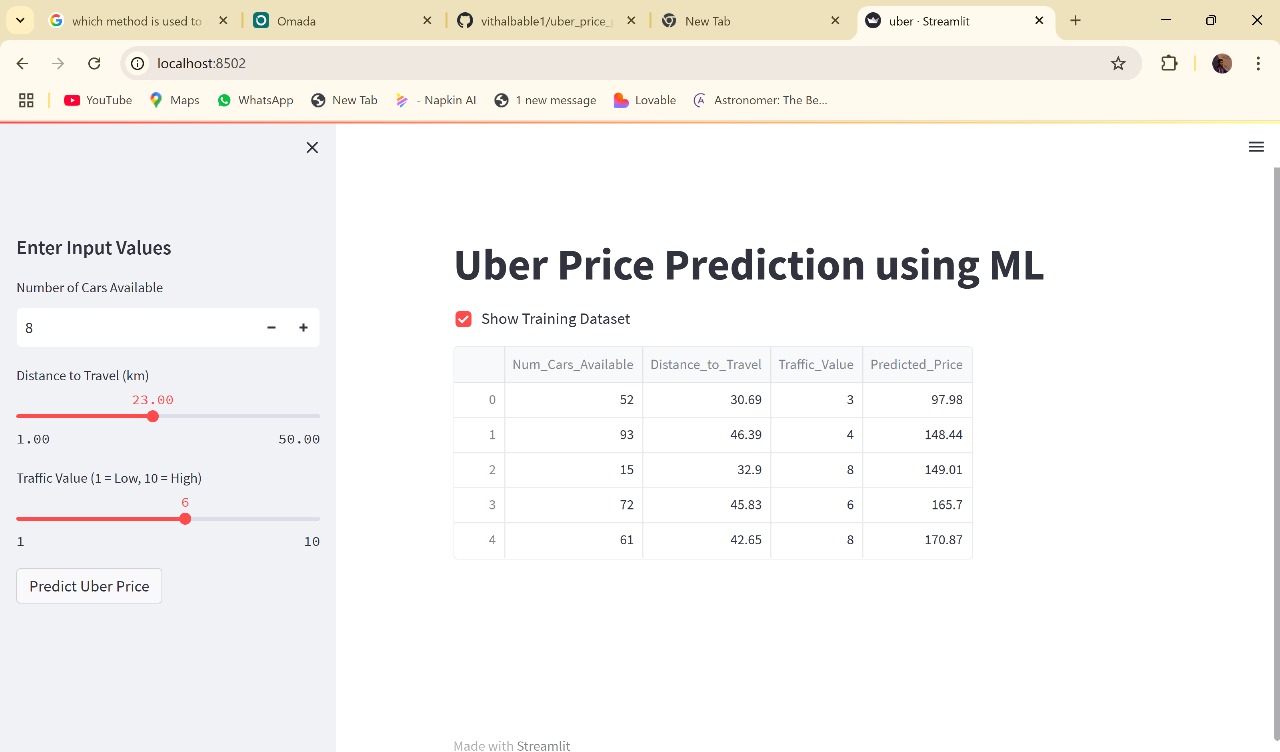 which method is used to
Omada
vithalbable1/uber_price_
New Tab
uber · Streamlit
localhost:8502
YouTube
Maps
WhatsApp
New Tab
- Napkin AI
1 new message
Lovable
Astronomer: The Be...
Enter Input Values
Number of Cars Available
8
Distance to Travel (km)
23.00
1.00 50.00
Traffic Value (1 = Low, 10 = High)
6
1 10
Predict Uber Price
Uber Price Prediction using ML
Show Training Dataset
Num_Cars_Available Distance_to_Travel Traffic_Value Predicted_Price
0 52 30.69 3 97.98
1 93 46.39 4 148.44
2 15 32.9 8 149.01
3 72 45.83 6 165.7
4 61 42.65 8 170.87
Made with Streamlit